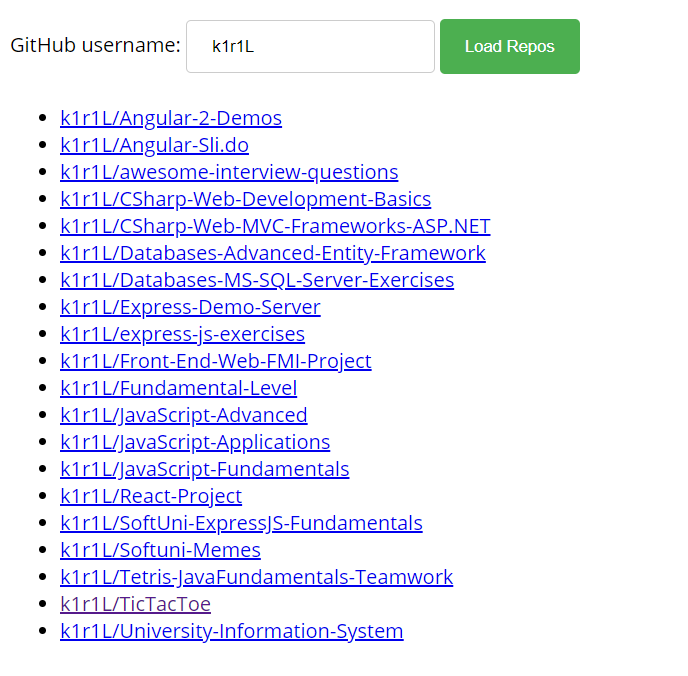 GitHub username: k1r1L Load Repos
k1r1L/Angular-2-Demos
k1r1L/Angular-Sli.do
k1r1L/awesome-interview-questions
k1r1L/CSharp-Web-Development-Basics
k1r1L/CSharp-Web-MVC-Frameworks-ASP.NET
k1r1L/Databases-Advanced-Entity-Framework
k1r1L/Databases-MS-SQL-Server-Exercises
k1r1L/Express-Demo-Server
k1r1L/express-js-exercises
k1r1L/Front-End-Web-FMI-Project
k1r1L/Fundamental-Level
k1r1L/JavaScript-Advanced
k1r1L/JavaScript-Applications
k1r1L/JavaScript-Fundamentals
k1r1L/React-Project
k1r1L/SoftUni-ExpressJS-Fundamentals
k1r1L/Softuni-Memes
k1r1L/Tetris-JavaFundamentals-Teamwork
k1r1L/TicTacToe
k1r1L/University-Information-System